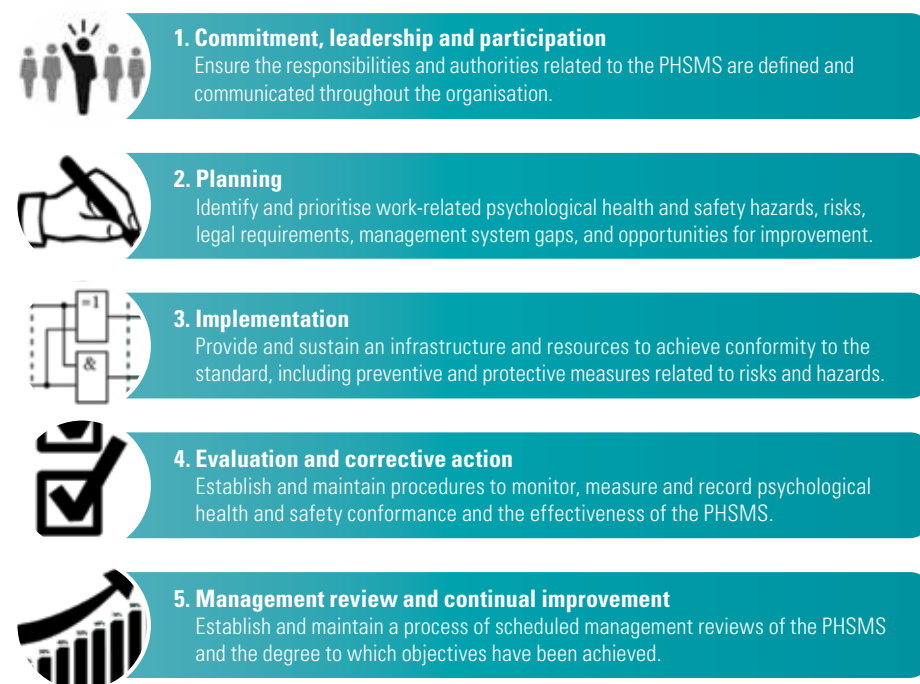 1. Commitment, leadership and participation
Ensure the responsibilities and authorities related to the PHSMS are defined and
communicated throughout the organisation.
2. Planning
Identify and prioritise work-related psychological health and safety hazards, risks,
legal requirements, management system gaps, and opportunities for improvement.
=1
&
3. Implementation
Provide and sustain an infrastructure and resources to achieve conformity to the
standard, including preventive and protective measures related to risks and hazards.
4. Evaluation and corrective action
Establish and maintain procedures to monitor, measure and record psychological
health and safety conformance and the effectiveness of the PHSMS.
5. Management review and continual improvement
Establish and maintain a process of scheduled management reviews of the PHSMS
and the degree to which objectives have been achieved.